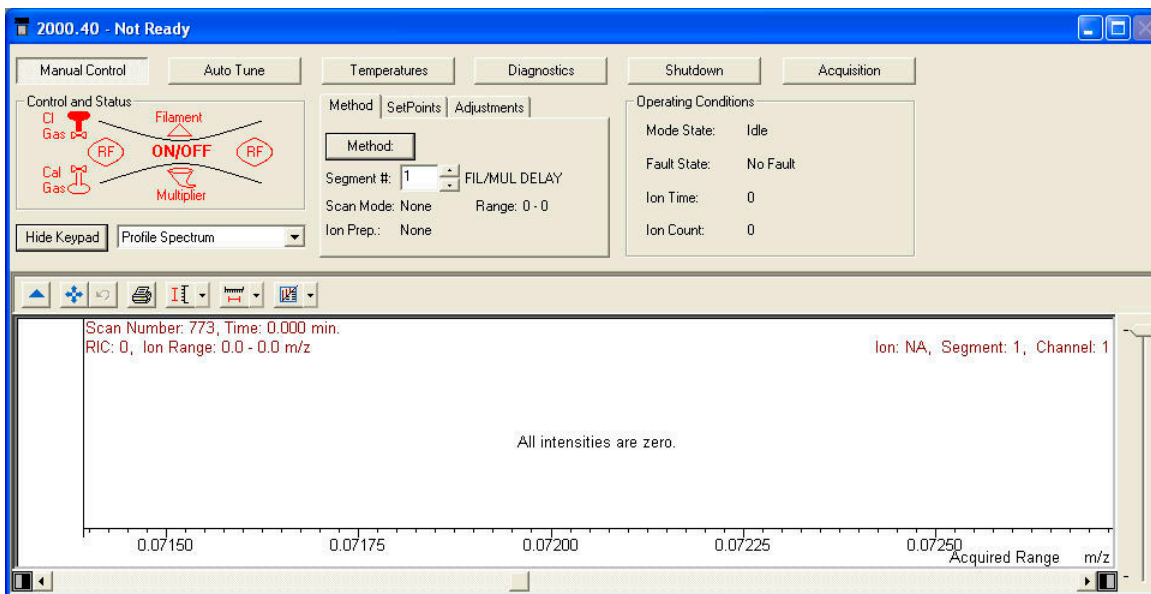 2000.40 - Not Ready
Manual Control Auto Tune Temperatures Diagnostics Shutdown Acquisition
Control and Status
CI
Gas
Filament
RF ON/OFF RF
Cal
Gas
Multiplier
Hide Keypad Profile Spectrum
Method SetPoints Adjustments
Method:
Segment #: 1 FIL/MUL DELAY
Scan Mode: None Range: 0 - 0
Ion Prep.: None
Operating Conditions
Mode State: Idle
Fault State: No Fault
Ion Time: 0
Ion Count: 0
Scan Number: 773, Time: 0.000 min.
RIC: 0, Ion Range: 0.0 - 0.0 m/z Ion: NA, Segment: 1, Channel: 1
All intensities are zero.
0.07150 0.07175 0.07200 0.07225 0.07250
Acquired Range m/z